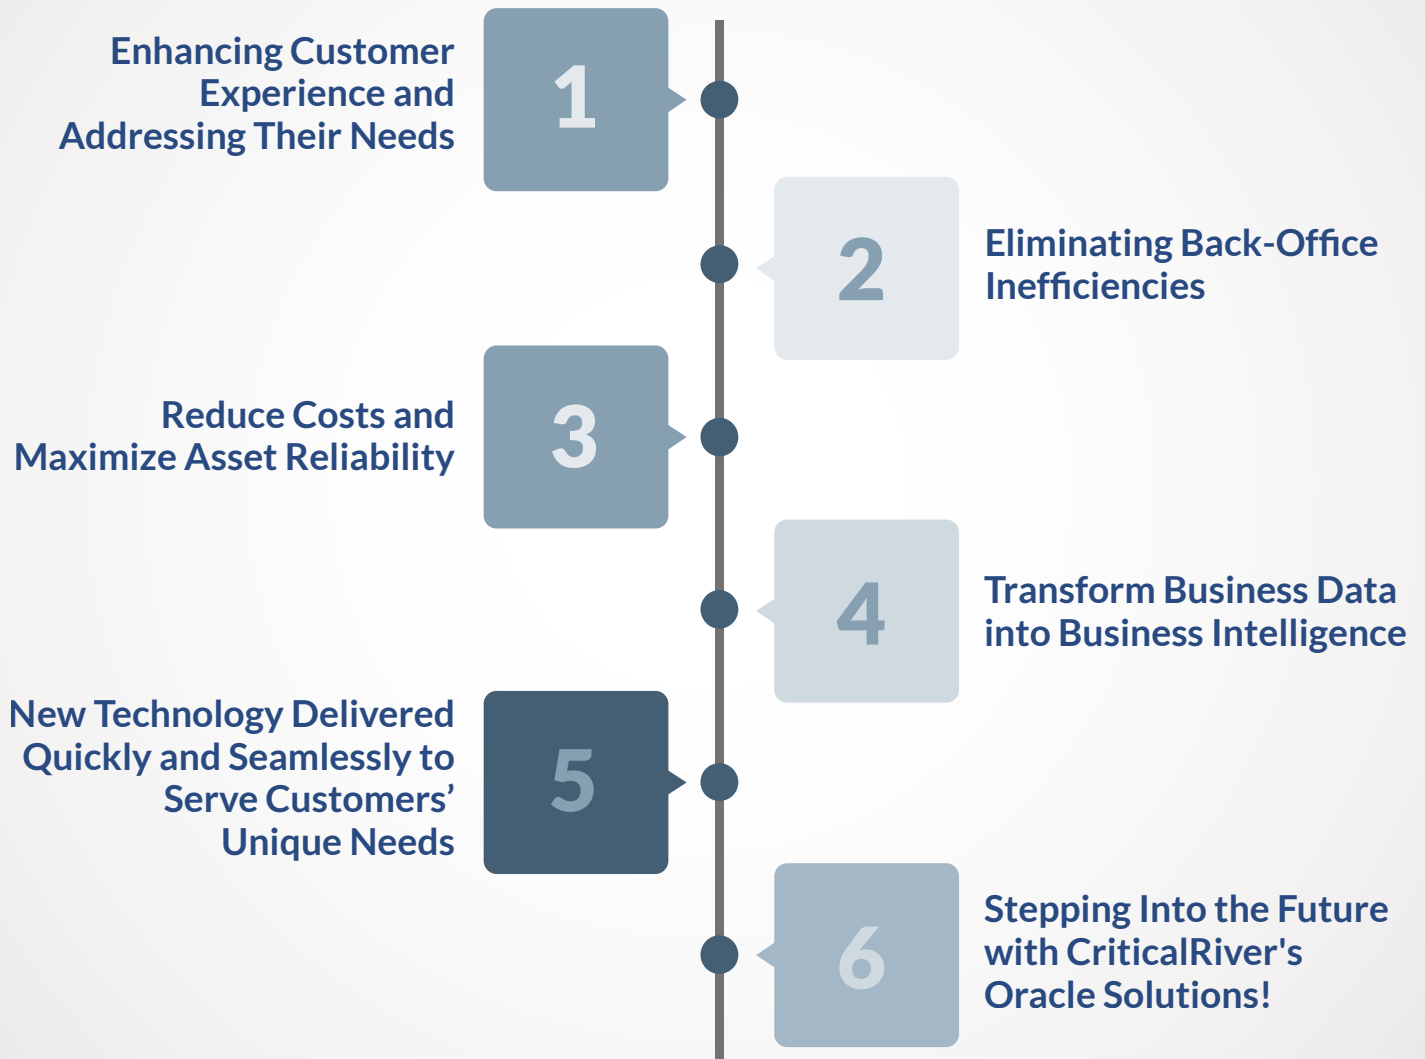 Enhancing Customer
Experience and
Addressing Their Needs
1
2
Eliminating Back-Office
Inefficiencies
Reduce Costs and
Maximize Asset Reliability
3
4
Transform Business Data
into Business Intelligence
New Technology Delivered
Quickly and Seamlessly to
Serve Customers’
Unique Needs
5
6
Stepping Into the Future
with CriticalRiver's
Oracle Solutions!